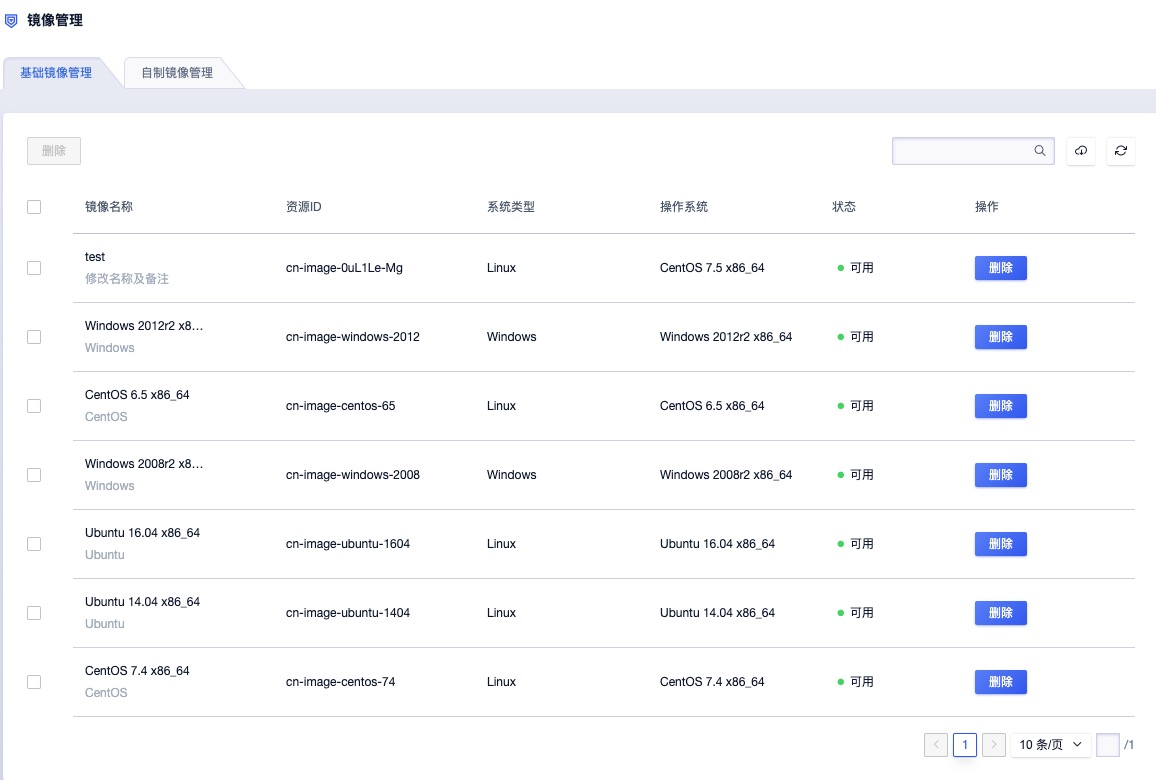 镜像管理
基础镜像管理 自制镜像管理
删除
镜像名称 资源ID 系统类型 操作系统 状态 操作
test
修改名称及备注
cn-image-0uL1Le-Mg Linux CentOS 7.5 x86_64 可用 删除
Windows 2012r2 x8...
Windows
cn-image-windows-2012 Windows Windows 2012r2 x86_64 可用 删除
CentOS 6.5 x86_64
CentOS
cn-image-centos-65 Linux CentOS 6.5 x86_64 可用 删除
Windows 2008r2 x8...
Windows
cn-image-windows-2008 Windows Windows 2008r2 x86_64 可用 删除
Ubuntu 16.04 x86_64
Ubuntu
cn-image-ubuntu-1604 Linux Ubuntu 16.04 x86_64 可用 删除
Ubuntu 14.04 x86_64
Ubuntu
cn-image-ubuntu-1404 Linux Ubuntu 14.04 x86_64 可用 删除
CentOS 7.4 x86_64
CentOS
cn-image-centos-74 Linux CentOS 7.4 x86_64 可用 删除
1 10 条/页 /1